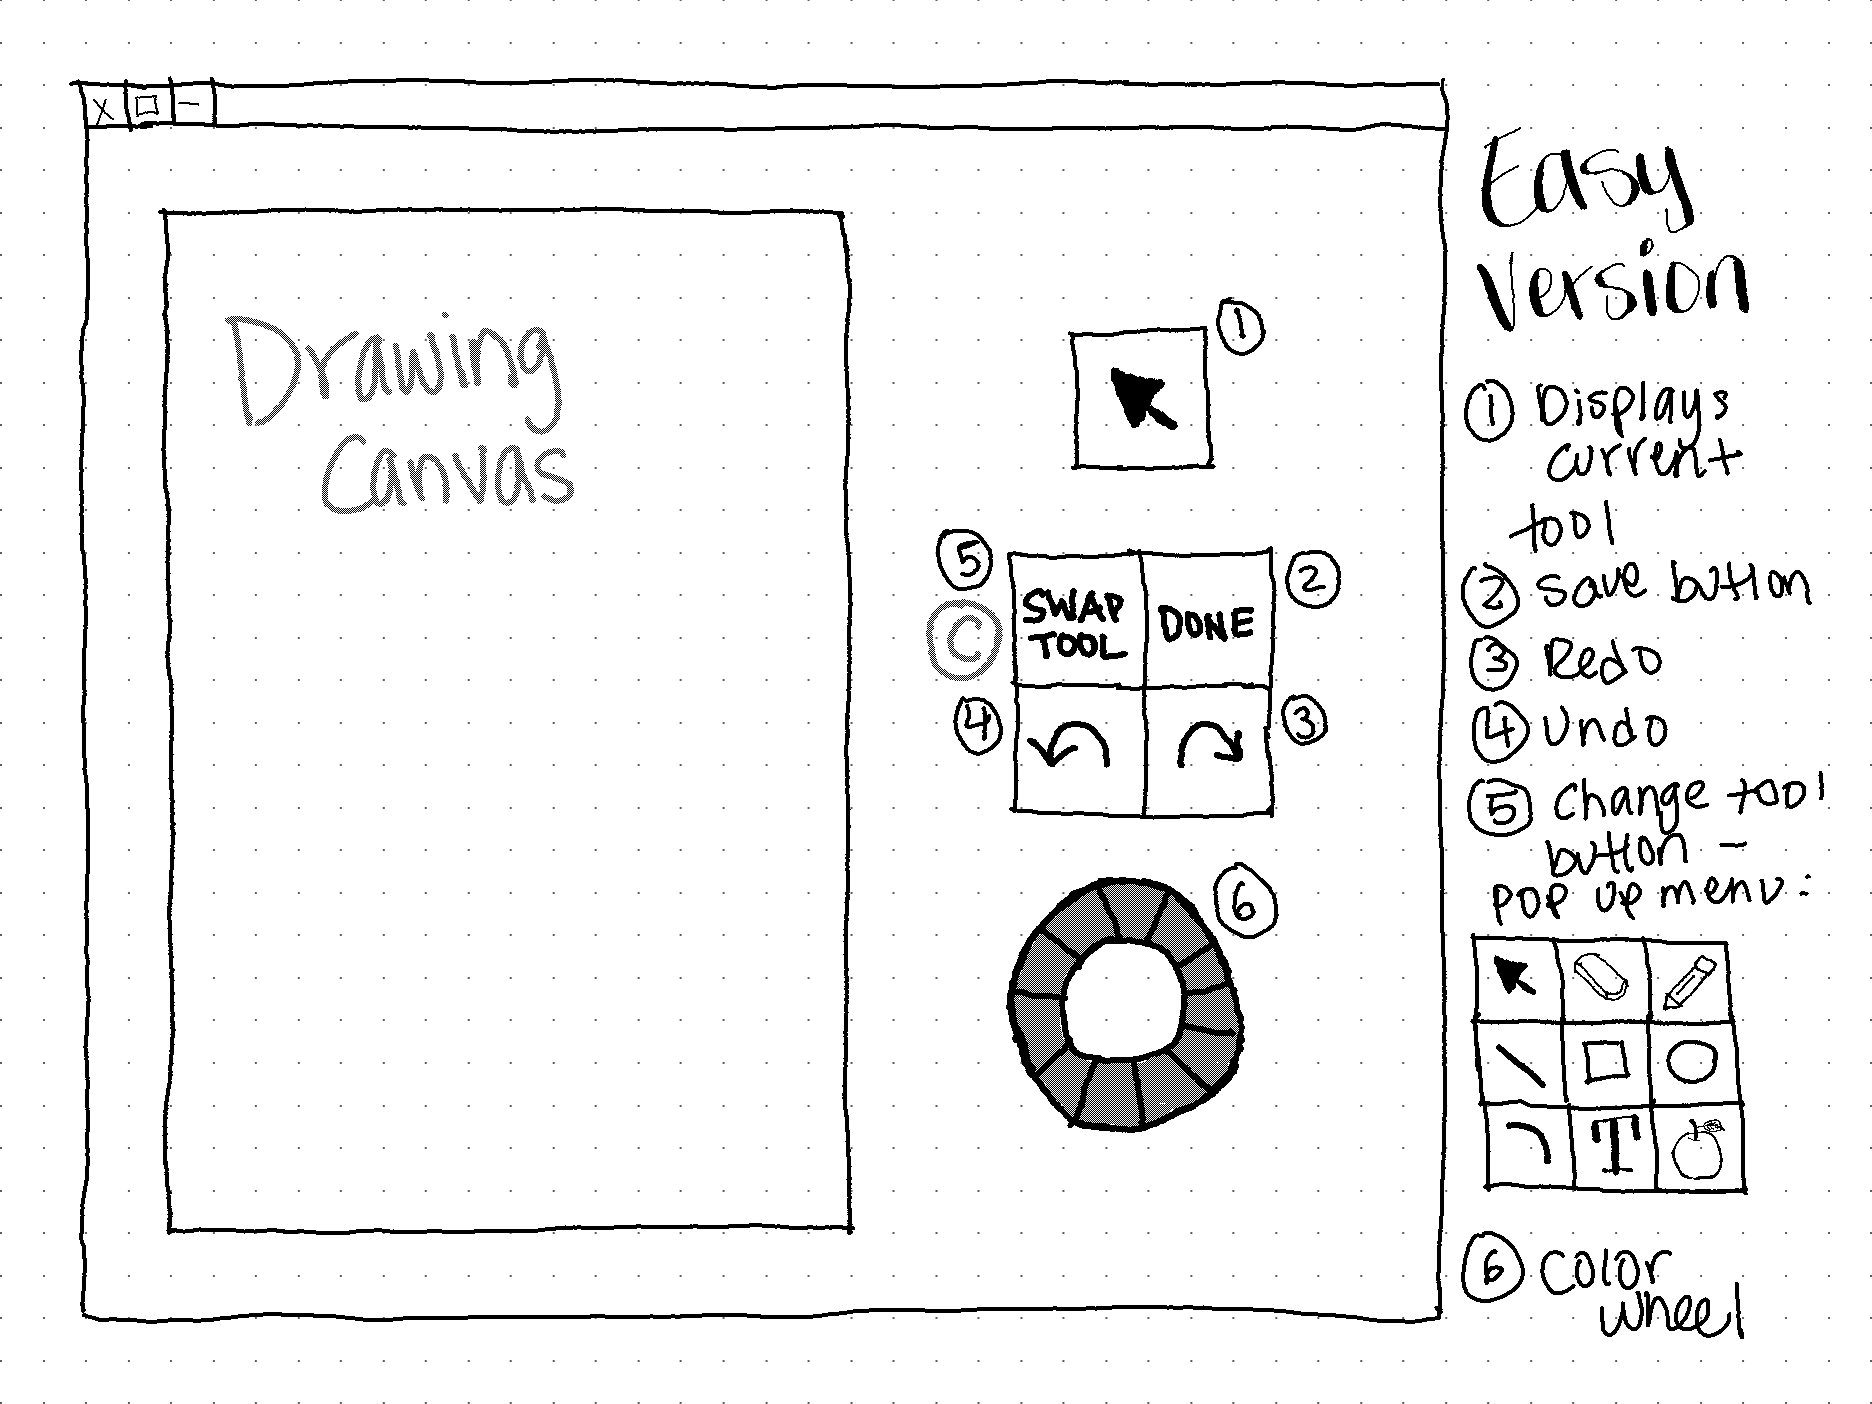 X □ -
Easy
Version
Drawing
Canvas
①
⑤
SWAP
TOOL
DONE
②
C
④
③
⑥
① Displays
current
tool
② save button
③ Redo
④ undo
⑤ change tool
button -
pop up menu:
T
⑥ color
wheel